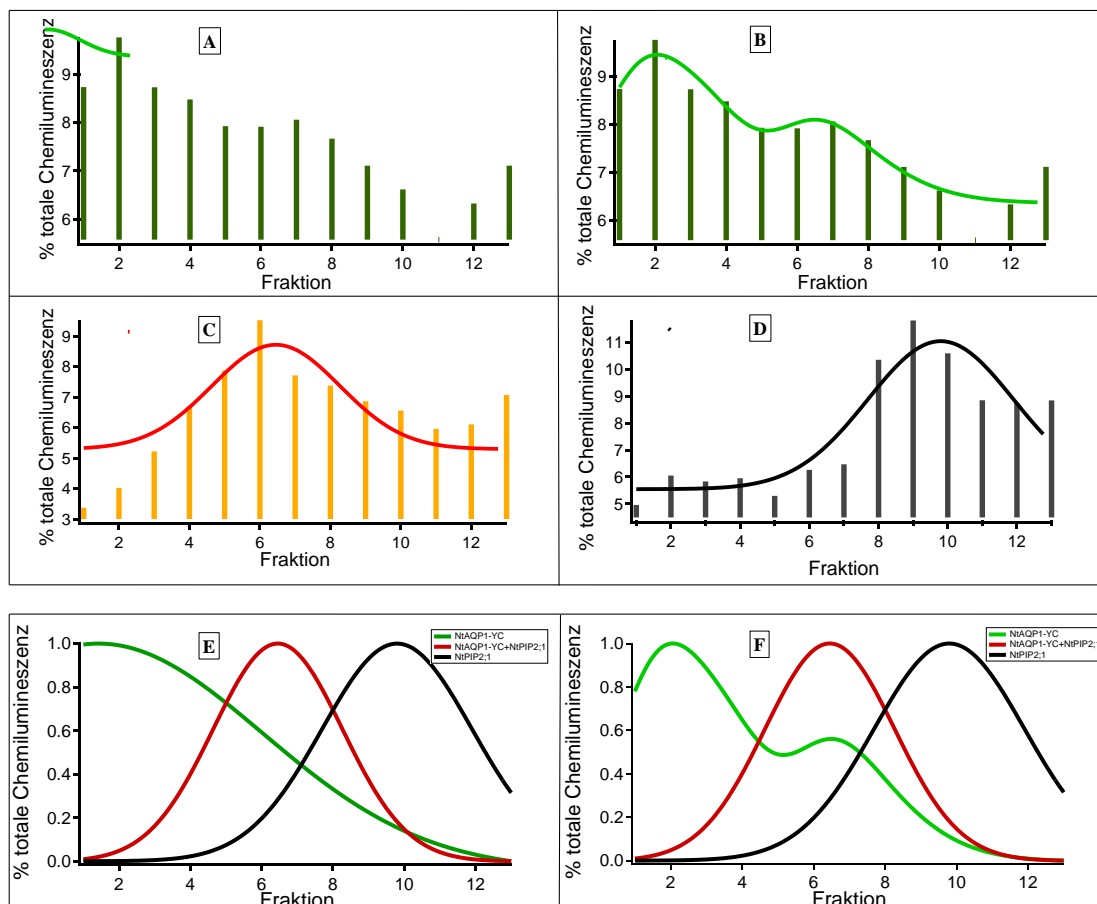 A
% totale Chemilumineszenz
9
8
7
6
2 4 6 8 10 12
Fraktion
B
% totale Chemilumineszenz
9
8
7
6
2 4 6 8 10 12
Fraktion
C
% totale Chemilumineszenz
9
8
7
6
5
4
3
2 4 6 8 10 12
Fraktion
D
% totale Chemilumineszenz
11
10
9
8
7
6
5
2 4 6 8 10 12
Fraktion
E
NtAQP1-YC
NtAQP1-YC+NtPIP2;1
NtPIP2;1
% totale Chemilumineszenz
1.0
0.8
0.6
0.4
0.2
0.0
2 4 6 8 10 12
Fraktion
F
NtAQP1-YC
NtAQP1-YC+NtPIP2;1
NtPIP2;1
% totale Chemilumineszenz
1.0
0.8
0.6
0.4
0.2
0.0
2 4 6 8 10 12
Fraktion